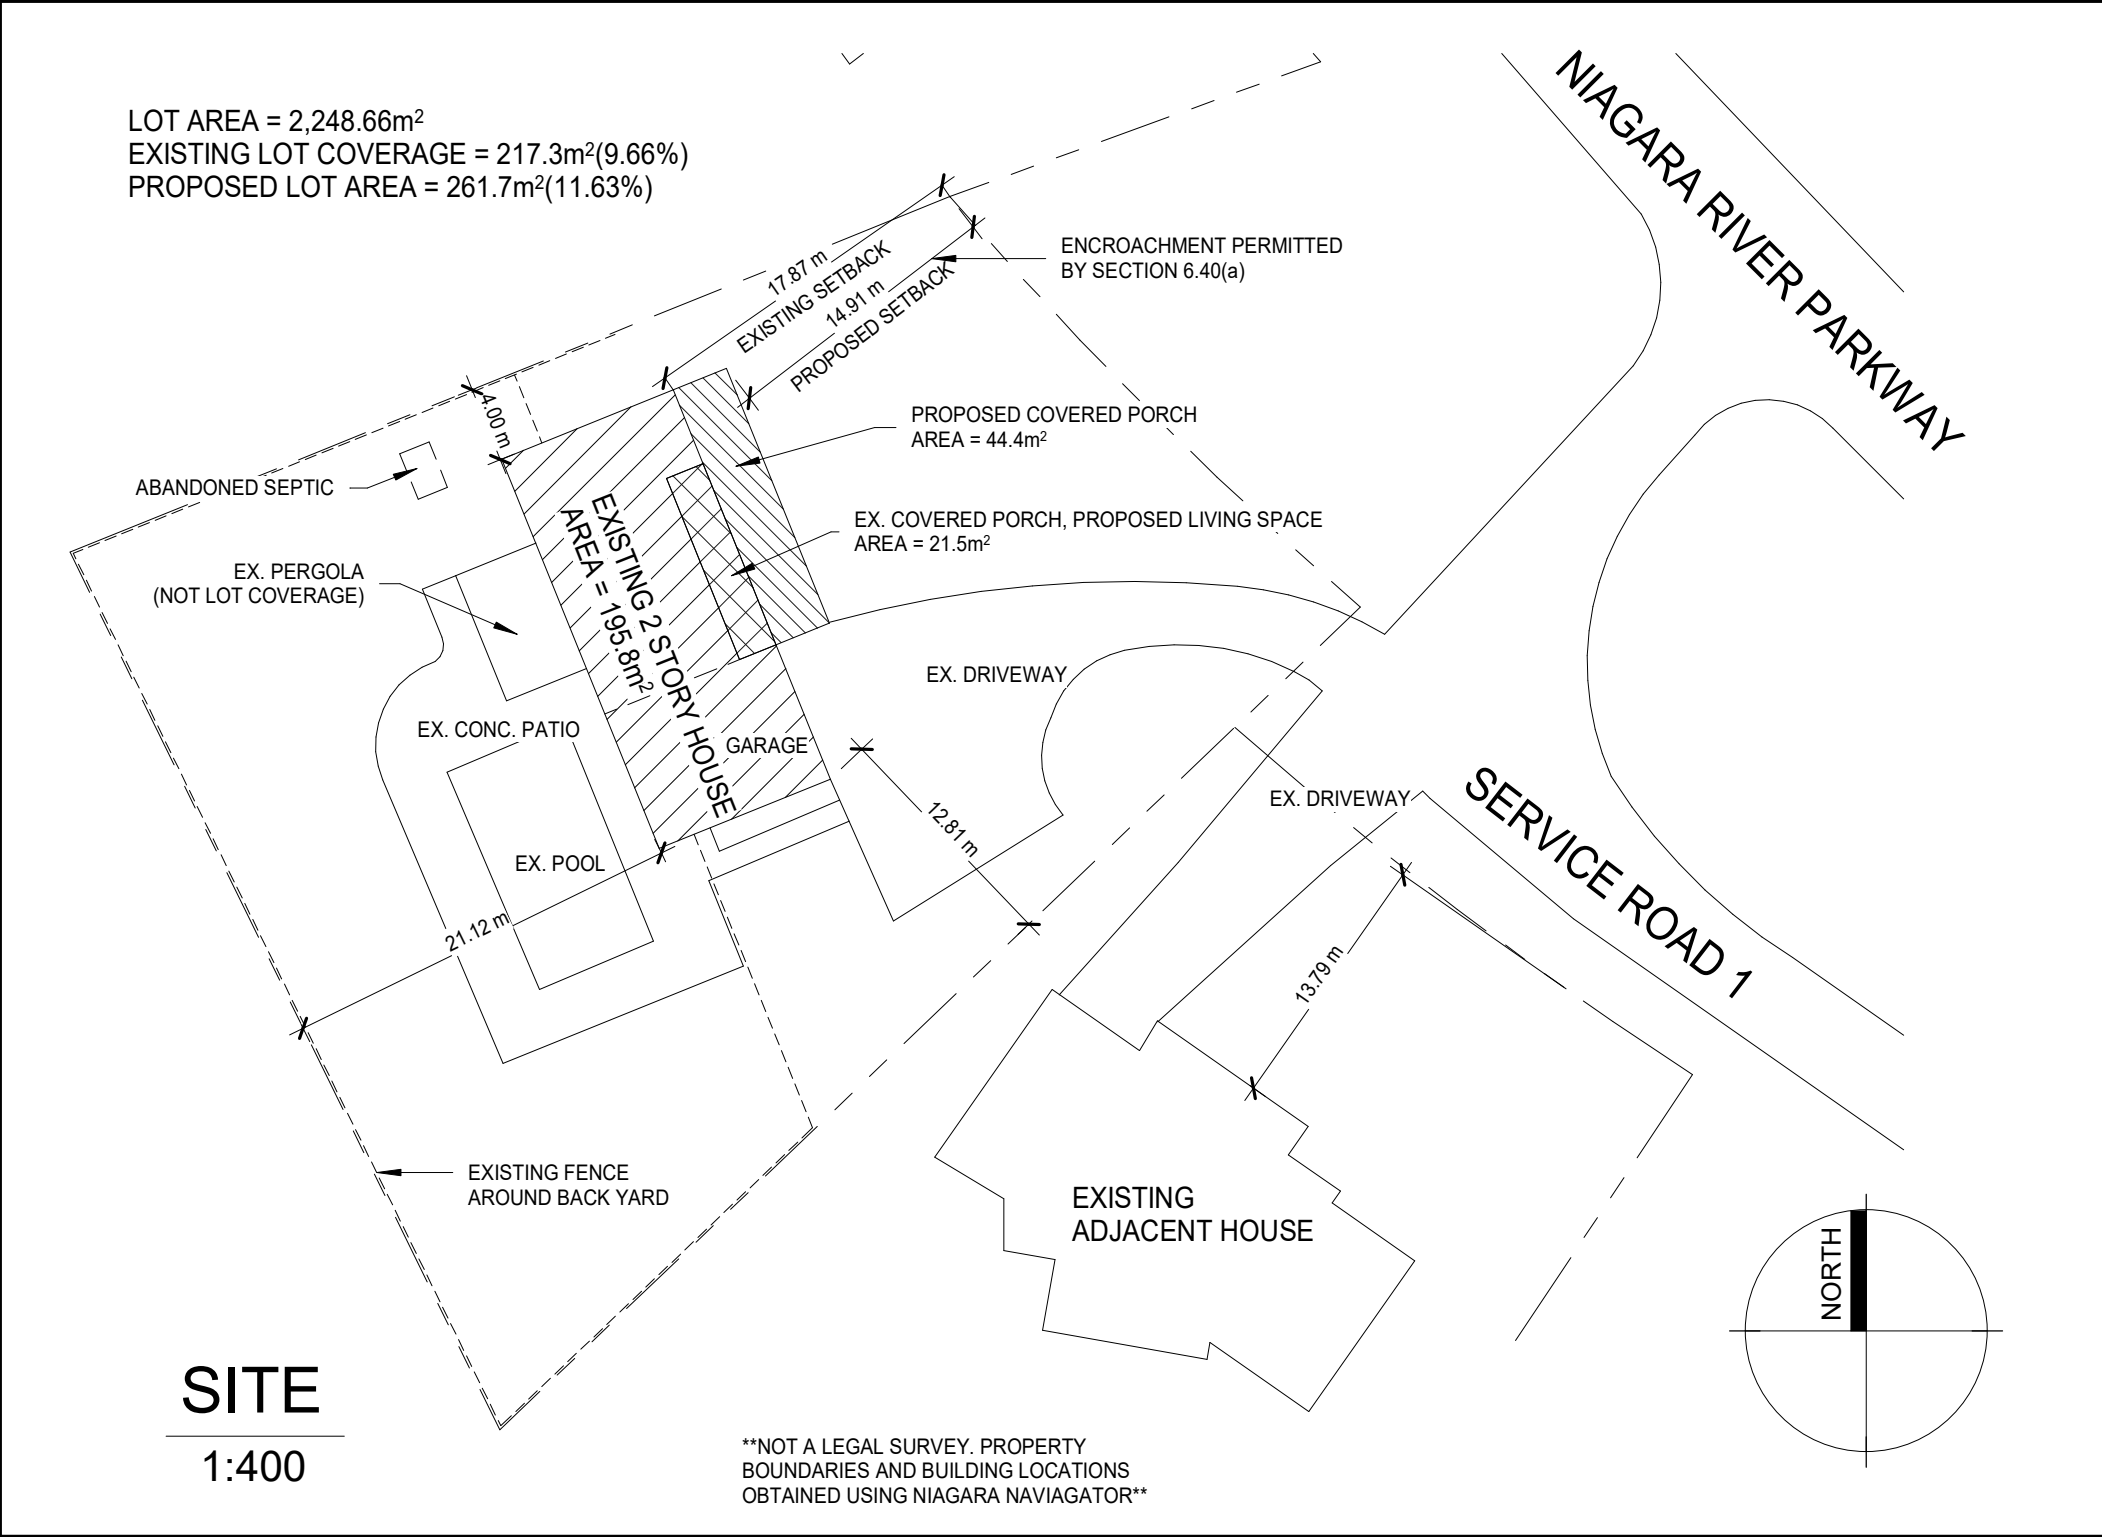 LOT AREA = 2,248.66m²
EXISTING LOT COVERAGE = 217.3m²(9.66%)
PROPOSED LOT AREA = 261.7m²(11.63%)
NIAGARA RIVER PARKWAY
17.87 m
EXISTING SETBACK
14.91 m
PROPOSED SETBACK
ENCROACHMENT PERMITTED
BY SECTION 6.40(a)
4.00 m
PROPOSED COVERED PORCH
AREA = 44.4m²
ABANDONED SEPTIC
EX. COVERED PORCH, PROPOSED LIVING SPACE
AREA = 21.5m²
EX. PERGOLA
(NOT LOT COVERAGE)
EXISTING 2 STORY HOUSE
AREA = 195.8m²
EX. DRIVEWAY
EX. CONC. PATIO
GARAGE
EX. DRIVEWAY
SERVICE ROAD 1
12.81 m
EX. POOL
21.12 m
13.79 m
EXISTING FENCE
AROUND BACK YARD
EXISTING
ADJACENT HOUSE
NORTH
SITE
1:400
**NOT A LEGAL SURVEY. PROPERTY
BOUNDARIES AND BUILDING LOCATIONS
OBTAINED USING NIAGARA NAVIAGATOR**